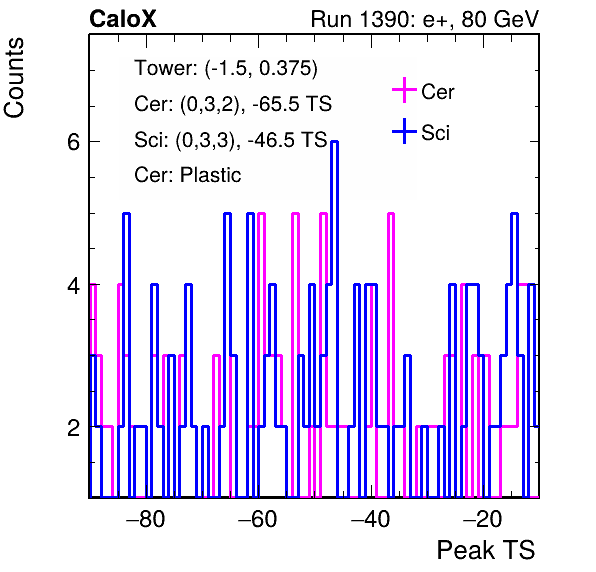 CaloX Run 1390: e+, 80 GeV
Counts
Tower: (-1.5, 0.375)
Cer: (0,3,2), -65.5 TS
Sci: (0,3,3), -46.5 TS
Cer: Plastic
Cer
Sci
6
4
2
−80 −60 −40 −20
Peak TS